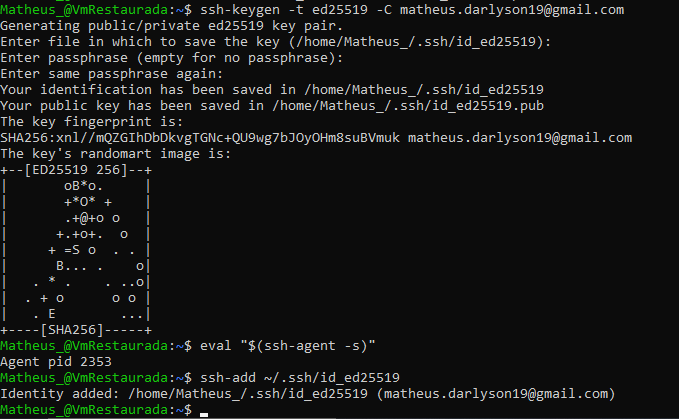 Matheus_@VmRestaurada:~$ ssh-keygen -t ed25519 -C matheus.darlyson19@gmail.com
Generating public/private ed25519 key pair.
Enter file in which to save the key (/home/Matheus_/.ssh/id_ed25519):
Enter passphrase (empty for no passphrase):
Enter same passphrase again:
Your identification has been saved in /home/Matheus_/.ssh/id_ed25519
Your public key has been saved in /home/Matheus_/.ssh/id_ed25519.pub
The key fingerprint is:
SHA256:xnl//mQZGIhDbDkvgTGNc+QU9wg7bJOyOHm8suBVmuk matheus.darlyson19@gmail.com
The key's randomart image is:
+--[ED25519 256]--+
|       oB*o.     |
|       +*O* +    |
|       .+@+o o   |
|      +.+o+.  o  |
|     + =S o  . . |
|      B... .    o|
|   . * .    . ..o|
|  . + o      o o |
|   . E        ...|
+----[SHA256]-----+
Matheus_@VmRestaurada:~$ eval "$(ssh-agent -s)"
Agent pid 2353
Matheus_@VmRestaurada:~$ ssh-add ~/.ssh/id_ed25519
Identity added: /home/Matheus_/.ssh/id_ed25519 (matheus.darlyson19@gmail.com)
Matheus_@VmRestaurada:~$